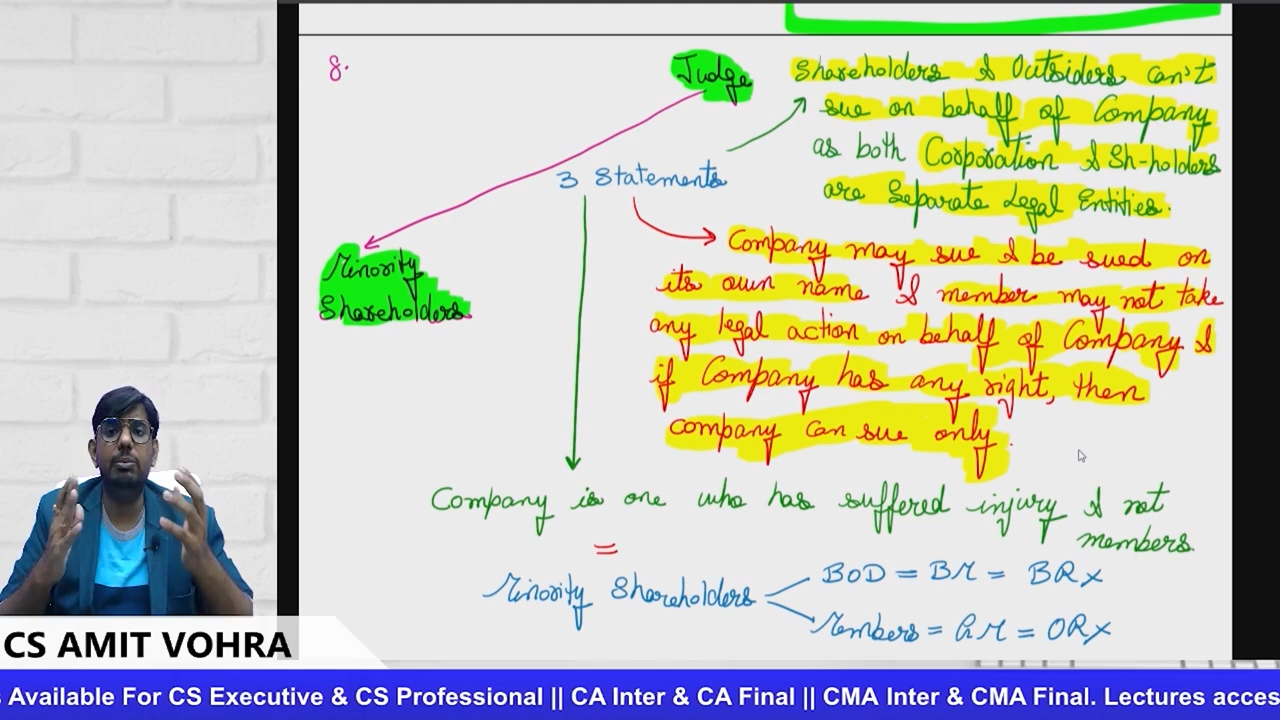 8.
Judge
Shareholders & Outsiders can't
sue on behalf of Company
as both Corporation & Sh-holders
are Separate Legal Entities.
3 Statements
Minority
Shareholders
Company may sue & be sued on
its own name & member may not take
any legal action on behalf of Company &
if Company has any right, then
company can sue only.
Company is one who has suffered injury & not
members.
Minority Shareholders
BOD = BM = BR x
Members = GM = OR x
CS AMIT VOHRA
s Available For CS Executive & CS Professional || CA Inter & CA Final || CMA Inter & CMA Final. Lectures acces